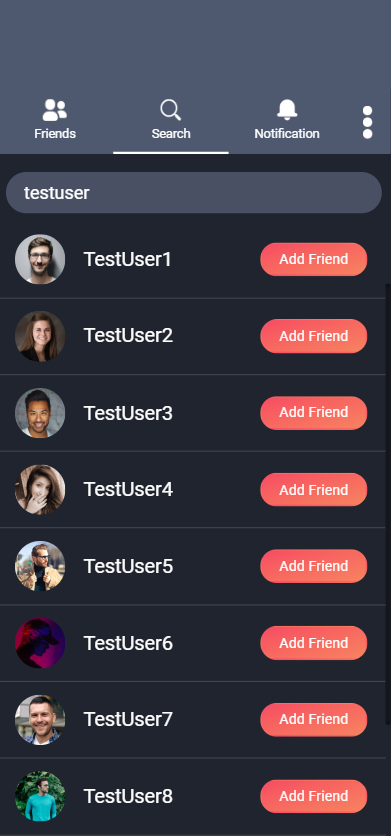 Friends Search Notification
testuser
TestUser1 Add Friend
TestUser2 Add Friend
TestUser3 Add Friend
TestUser4 Add Friend
TestUser5 Add Friend
TestUser6 Add Friend
TestUser7 Add Friend
TestUser8 Add Friend